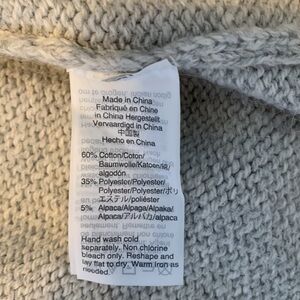 Made in China
Fabriqué en Chine
in China Hergestellt
Vervaardigd in China
中国製
Hecho en China
60% Cotton/Coton/
Baumwolle/Katoen/綿/
algodón
35% Polyester/Polyester/
Polyester/Polyester/ポリ
エステル/poliéster
5% Alpaca/Alpaga/Alpaka/
Alpaca/アルパカ/alpaca
Hand wash cold
separately. Non chlorine
bleach only. Reshape and
lay flat to dry. Warm iron as
needed.